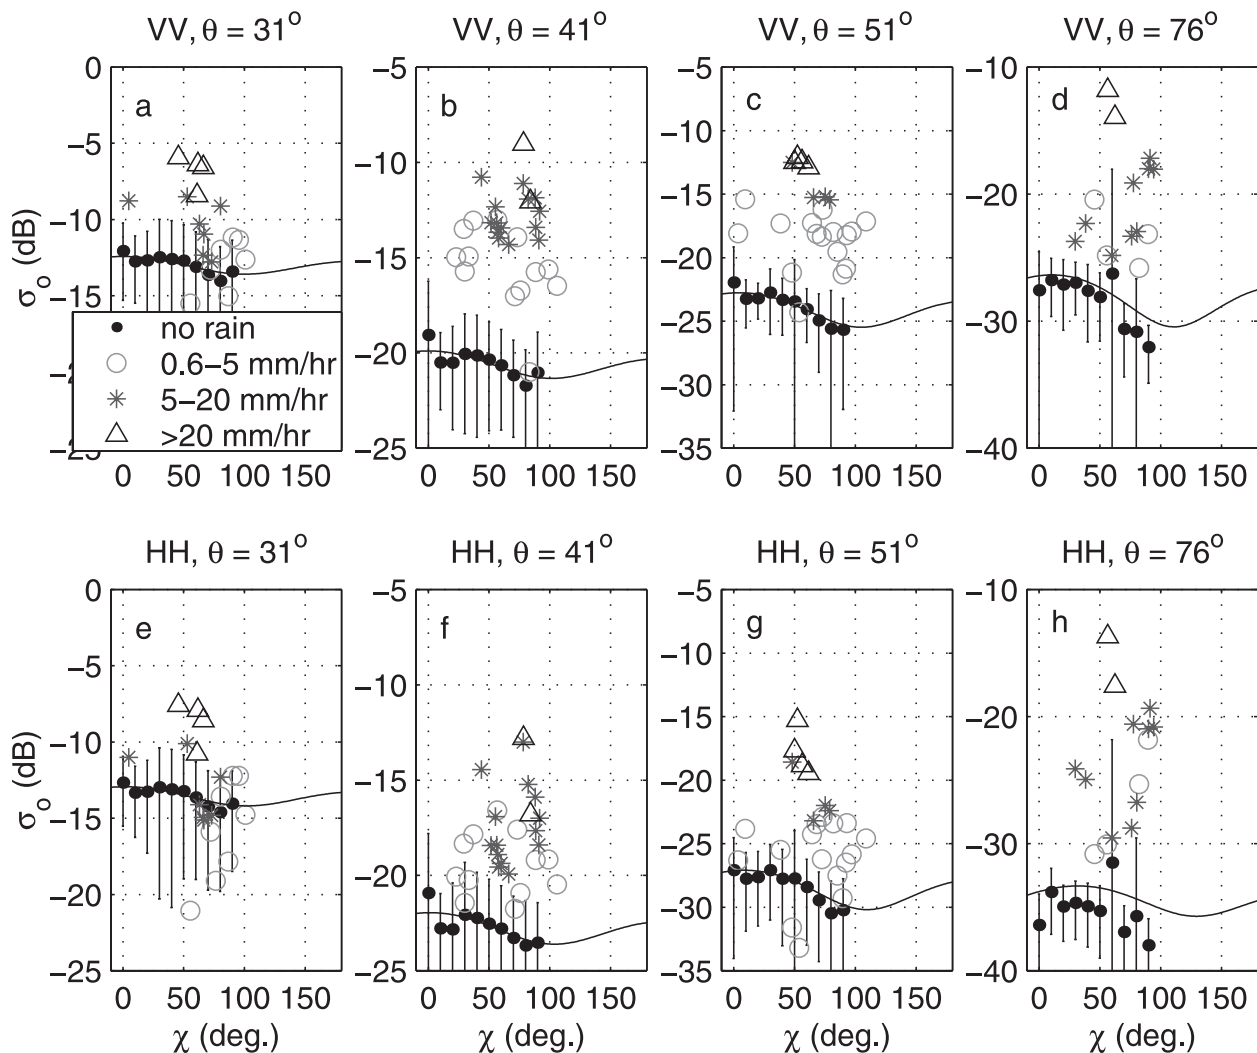 VV, θ = 31° VV, θ = 41° VV, θ = 51° VV, θ = 76°
0 −5 −5 −10
a b c d
−5 −10 −10 −20
−10 −15 −15 −30
−15 −20 −20 −40
−25 −25 −25
−30
−35
σo (dB)
no rain
0.6−5 mm/hr
5−20 mm/hr
>20 mm/hr
0 50 100 150 0 50 100 150 0 50 100 150 0 50 100 150
HH, θ = 31° HH, θ = 41° HH, θ = 51° HH, θ = 76°
0 −5 −5 −10
e f g h
−5 −10 −10 −20
−10 −15 −15 −30
−15 −20 −20 −40
−20 −25 −25
−25 −30
−35
σo (dB)
0 50 100 150 0 50 100 150 0 50 100 150 0 50 100 150
χ (deg.) χ (deg.) χ (deg.) χ (deg.)